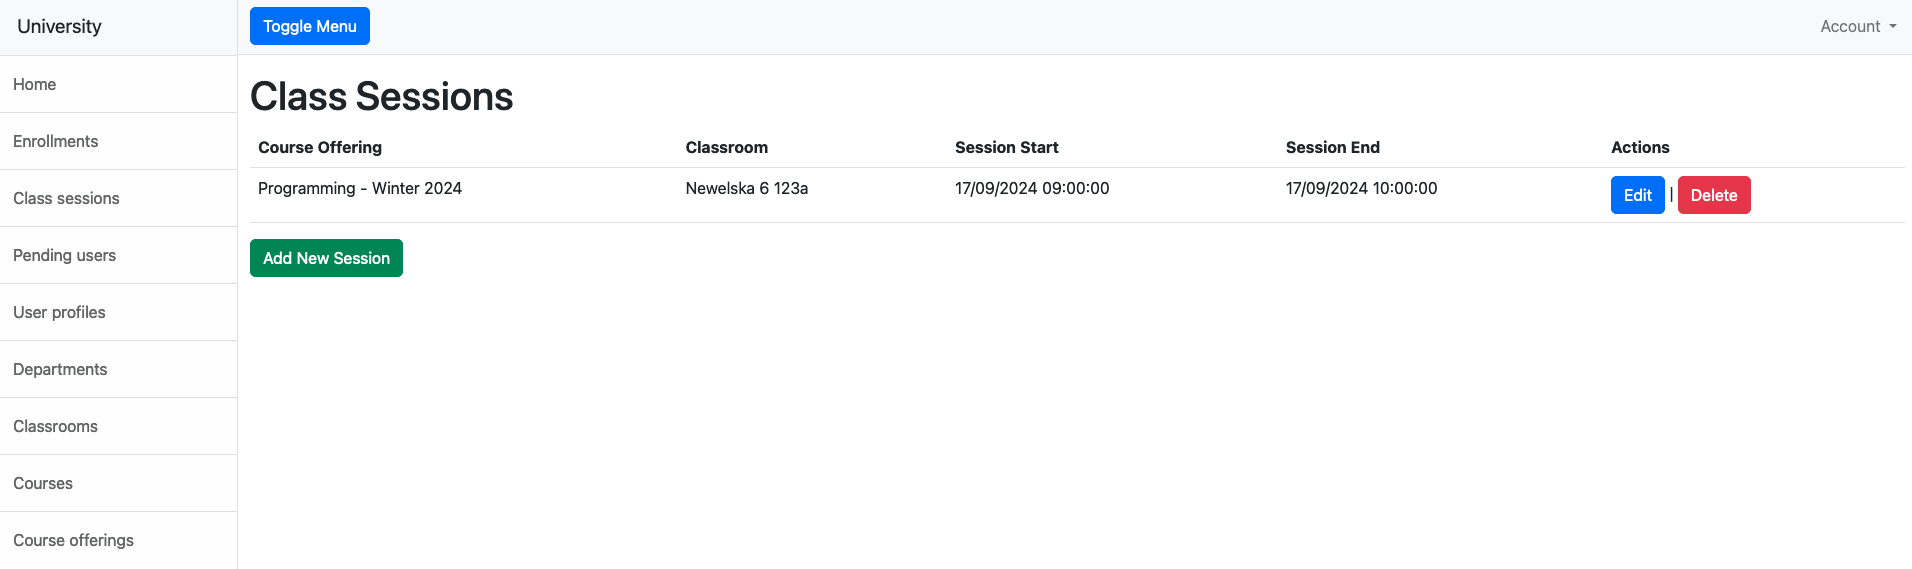 University
Toggle Menu
Account
Home
Enrollments
Class sessions
Pending users
User profiles
Departments
Classrooms
Courses
Course offerings
Class Sessions
Course Offering Classroom Session Start Session End Actions
Programming - Winter 2024 Newelska 6 123a 17/09/2024 09:00:00 17/09/2024 10:00:00 Edit | Delete
Add New Session